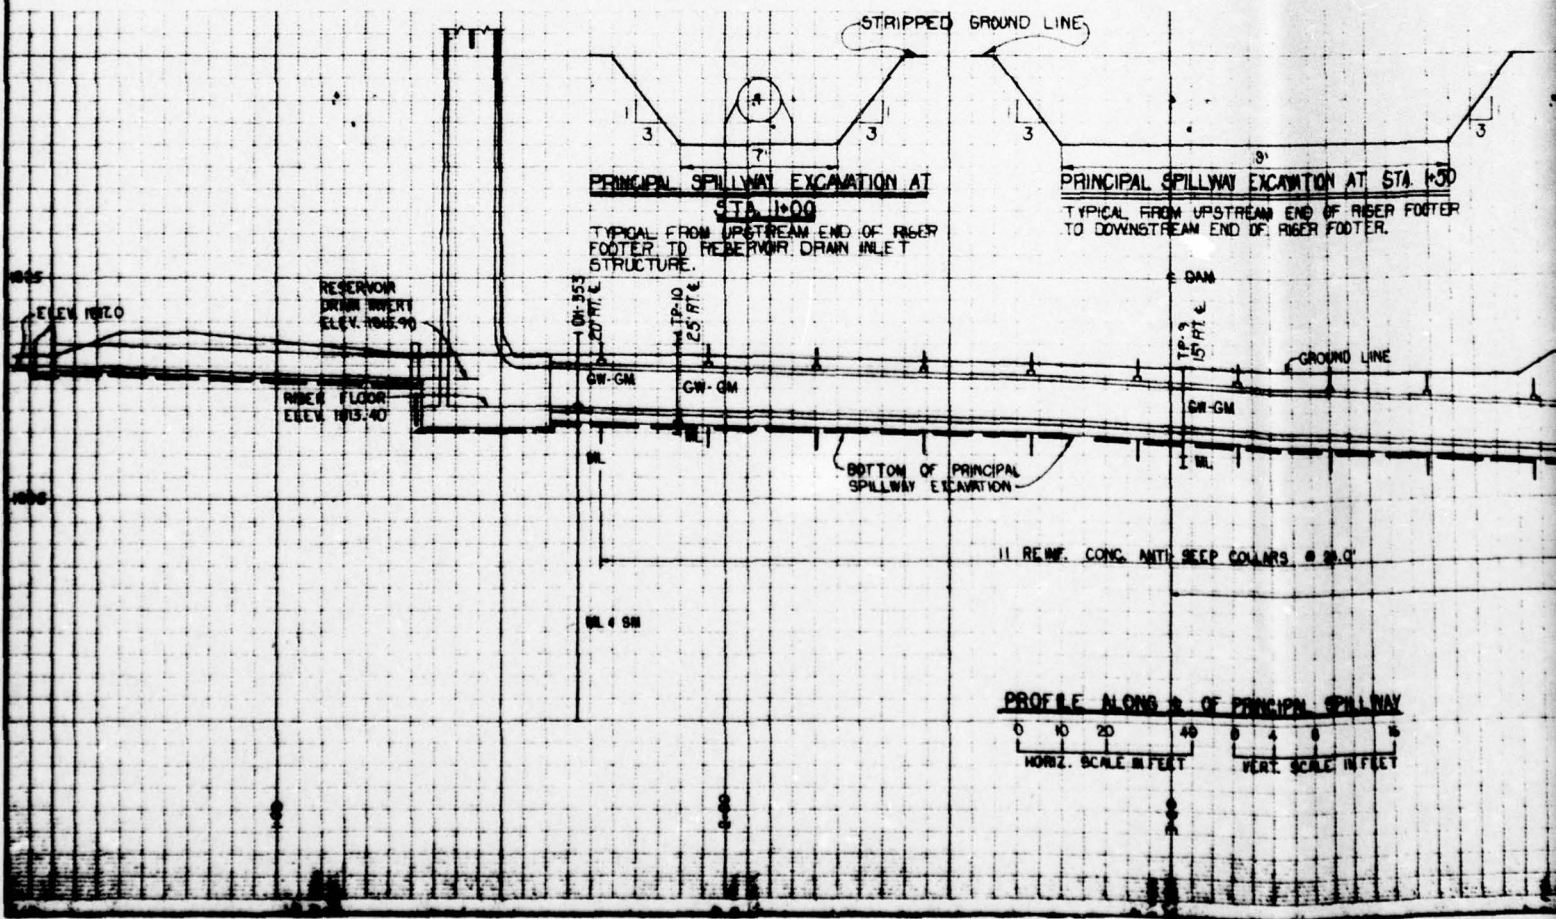 STRIPPED GROUND LINE
3
3
3
3
7'
PRINCIPAL SPILLWAY EXCAVATION AT
STA. 1+00
TYPICAL FROM UPSTREAM END OF RISER
FOOTER TO RESERVOIR DRAIN INLET
STRUCTURE.
PRINCIPAL SPILLWAY EXCAVATION AT STA. 1+50
TYPICAL FROM UPSTREAM END OF RISER FOOTER
TO DOWNSTREAM END OF RISER FOOTER.
℄ DAM
ELEV.
RESERVOIR
DRAIN INVERT
ELEV.
RISER FLOOR
ELEV. 1813.40
DH-353
20' RT. ℄
TP-10
25' RT. ℄
TP-9
15' RT. ℄
GROUND LINE
GW-GM
GW-GM
GW-GM
ML
ML
ML
BOTTOM OF PRINCIPAL
SPILLWAY EXCAVATION
11 REINF. CONC. ANTI-SEEP COLLARS @
ML & SM
PROFILE ALONG ℄ OF PRINCIPAL SPILLWAY
0 10 20 40
HORIZ. SCALE IN FEET
0 4 8 16
VERT. SCALE IN FEET